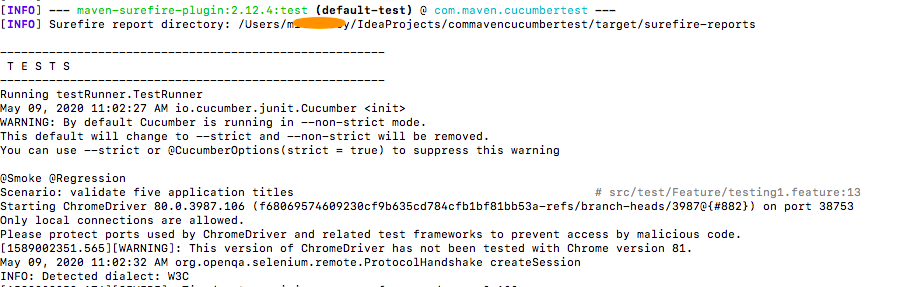 [INFO] --- maven-surefire-plugin:2.12.4:test (default-test) @ com.maven.cucumbertest ---
[INFO] Surefire report directory: /Users/m y/IdeaProjects/commavencucumbertest/target/surefire-reports
-------------------------------------------------------
T E S T S
-------------------------------------------------------
Running testRunner.TestRunner
May 09, 2020 11:02:27 AM io.cucumber.junit.Cucumber <init>
WARNING: By default Cucumber is running in --non-strict mode.
This default will change to --strict and --non-strict will be removed.
You can use --strict or @CucumberOptions(strict = true) to suppress this warning
@Smoke @Regression
Scenario: validate five application titles # src/test/Feature/testing1.feature:13
Starting ChromeDriver 80.0.3987.106 (f68069574609230cf9b635cd784cfb1bf81bb53a-refs/branch-heads/3987@{#882}) on port 38753
Only local connections are allowed.
Please protect ports used by ChromeDriver and related test frameworks to prevent access by malicious code.
[1589002351.565][WARNING]: This version of ChromeDriver has not been tested with Chrome version 81.
May 09, 2020 11:02:32 AM org.openqa.selenium.remote.ProtocolHandshake createSession
INFO: Detected dialect: W3C